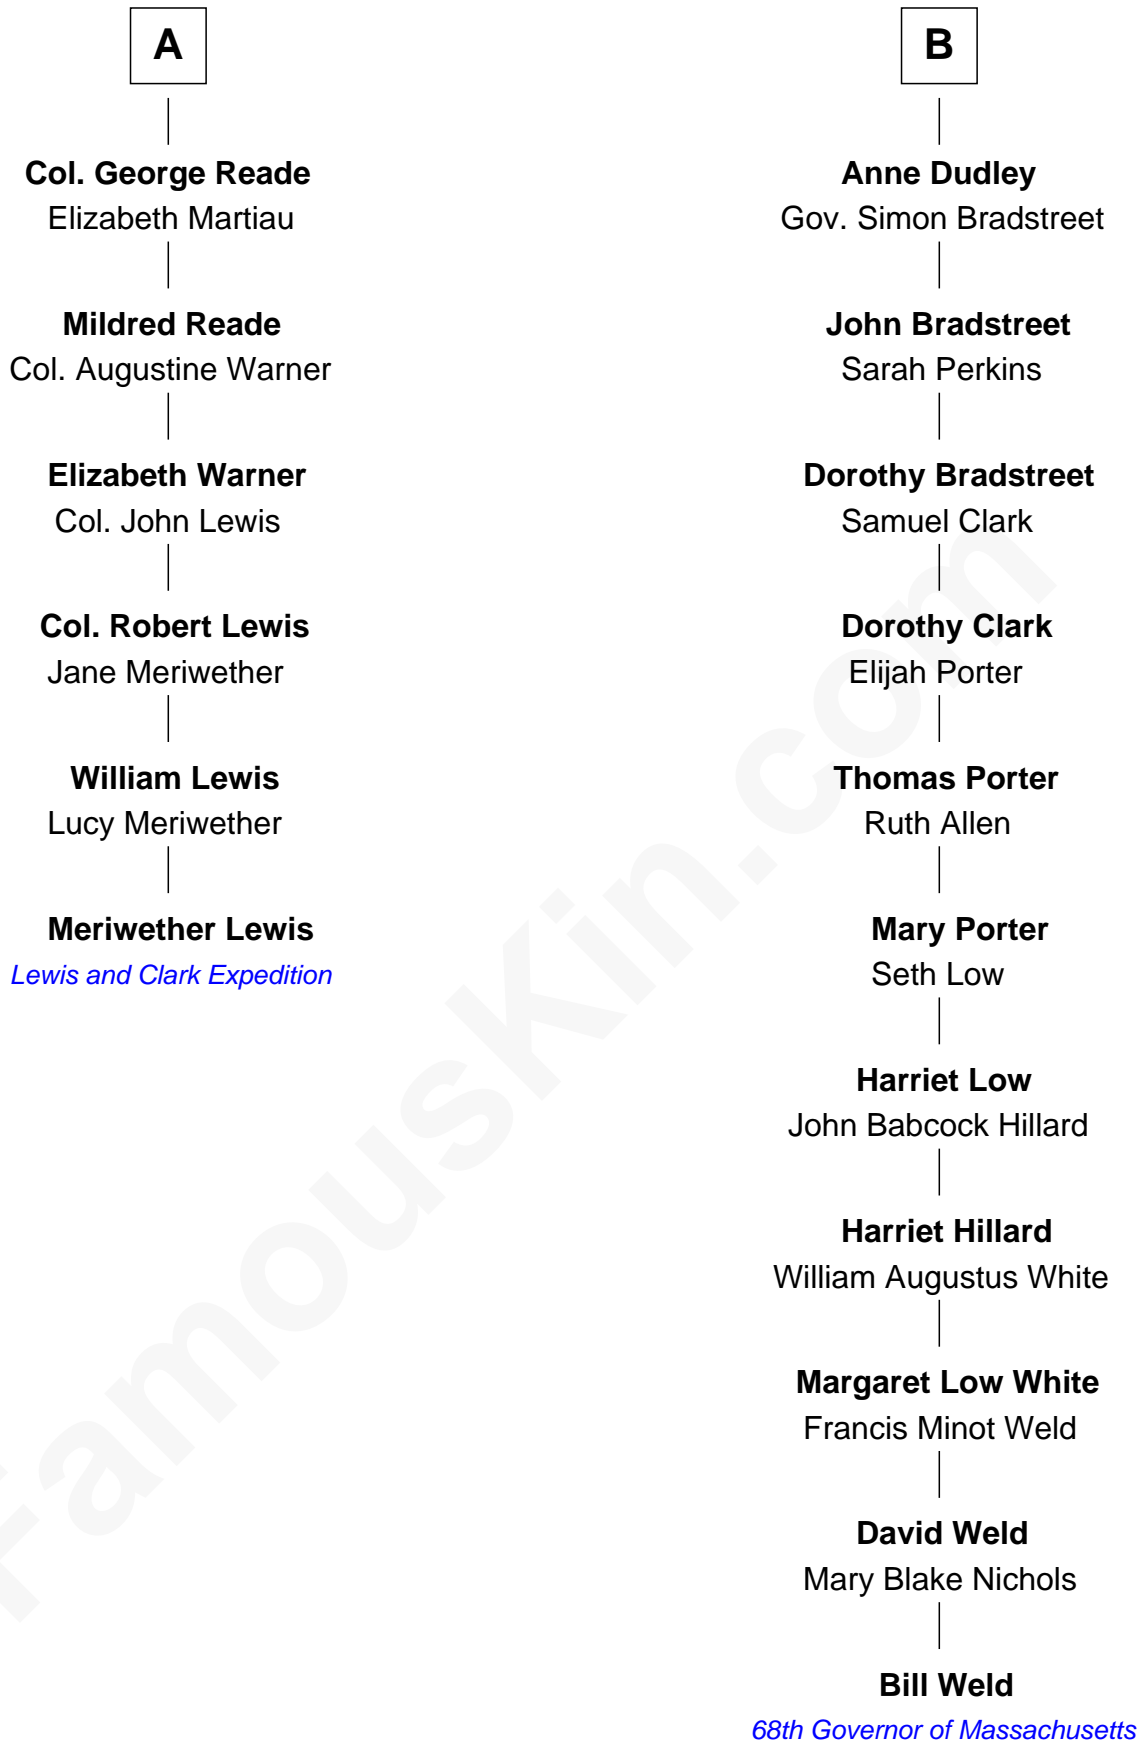 A
Col. George Reade
Elizabeth Martiau
Mildred Reade
Col. Augustine Warner
Elizabeth Warner
Col. John Lewis
Col. Robert Lewis
Jane Meriwether
William Lewis
Lucy Meriwether
Meriwether Lewis
Lewis and Clark Expedition
B
Anne Dudley
Gov. Simon Bradstreet
John Bradstreet
Sarah Perkins
Dorothy Bradstreet
Samuel Clark
Dorothy Clark
Elijah Porter
Thomas Porter
Ruth Allen
Mary Porter
Seth Low
Harriet Low
John Babcock Hillard
Harriet Hillard
William Augustus White
Margaret Low White
Francis Minot Weld
David Weld
Mary Blake Nichols
Bill Weld
68th Governor of Massachusetts
FamousKin.com